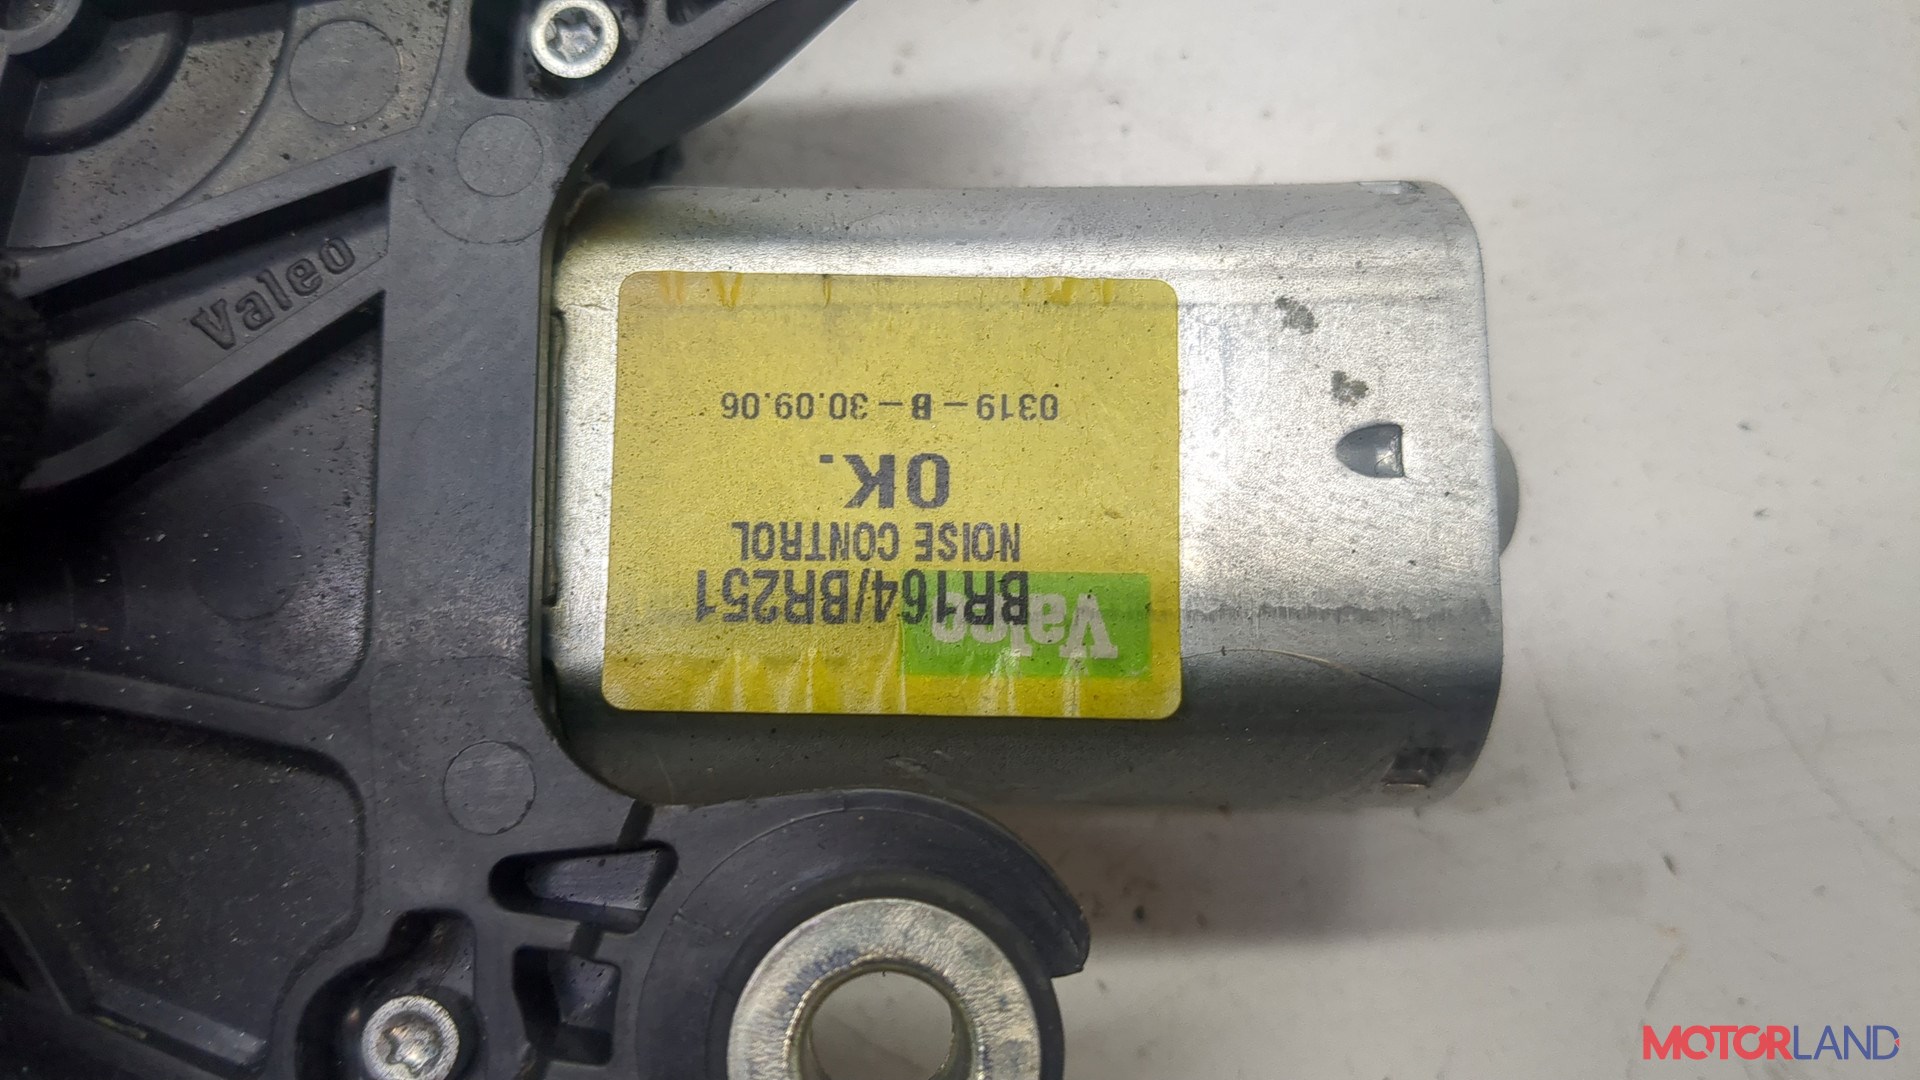 Valeo
Valeo
BR164/BR251
NOISE CONTROL
OK.
0319-B-30.09.06
MOTORLAND